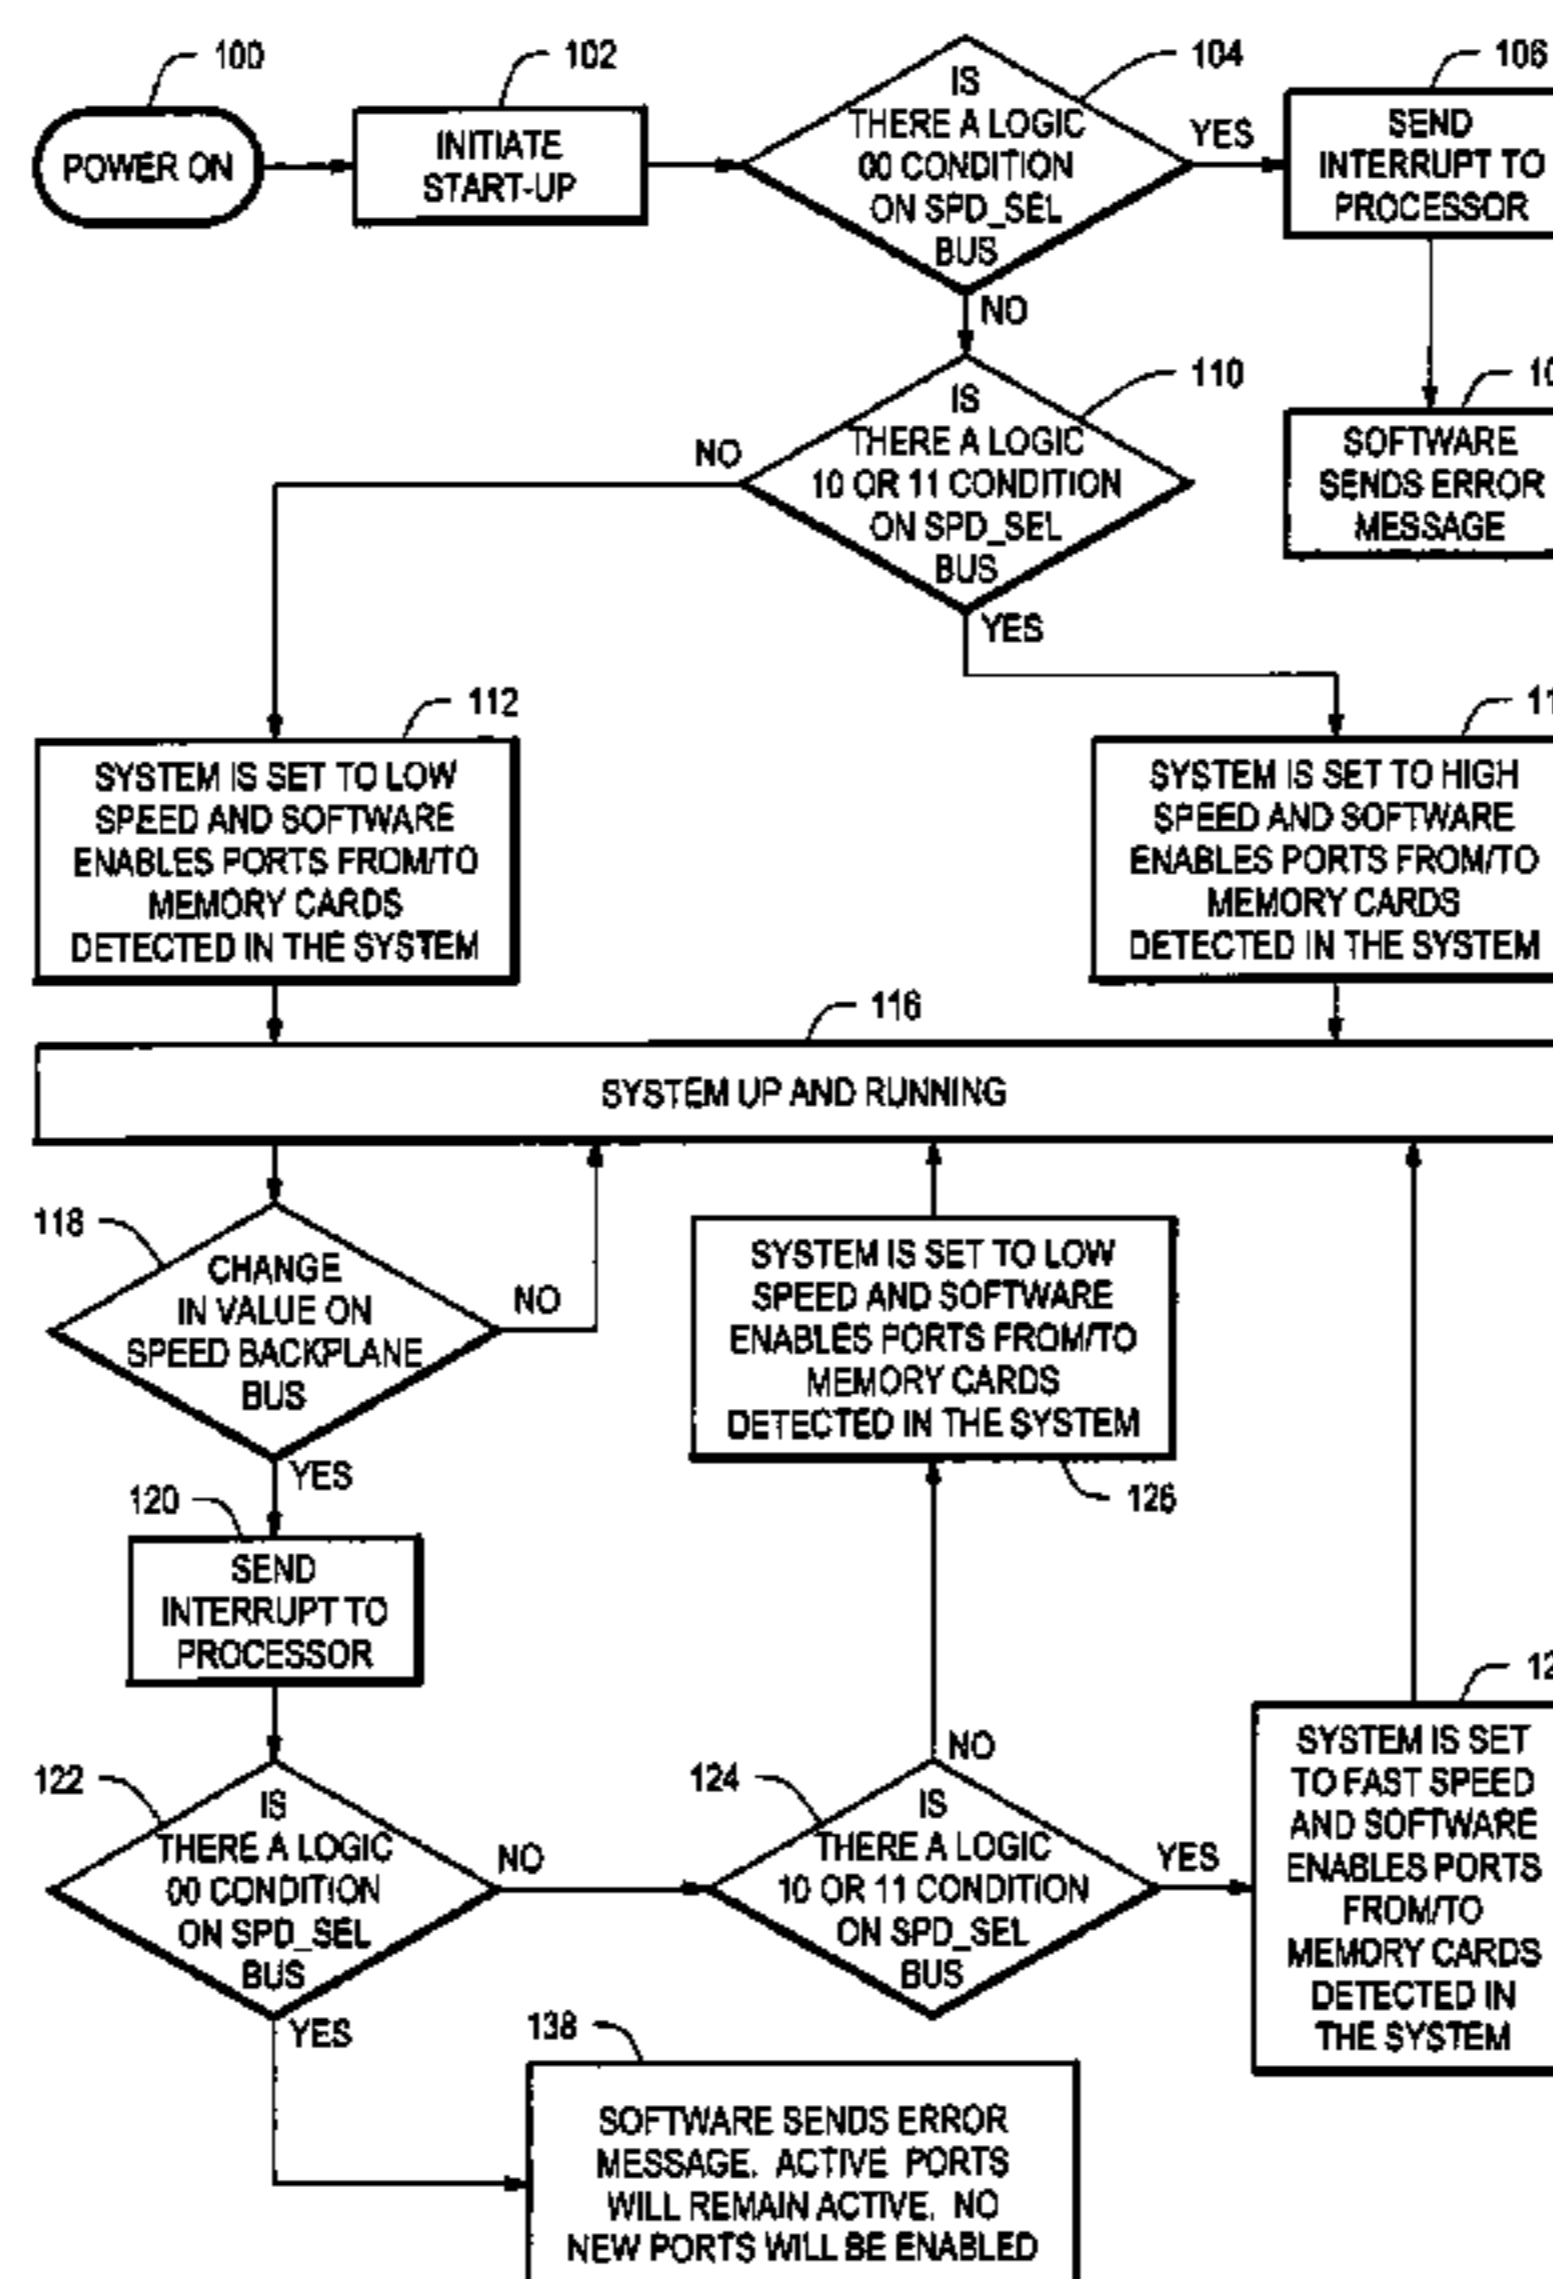 100
102
104
106
POWER ON
INITIATE
START-UP
IS
THERE A LOGIC
00 CONDITION
ON SPD_SEL
BUS
YES
SEND
INTERRUPT TO
PROCESSOR
NO
110
IS
THERE A LOGIC
10 OR 11 CONDITION
ON SPD_SEL
BUS
NO
YES
SOFTWARE
SENDS ERROR
MESSAGE
112
SYSTEM IS SET TO LOW
SPEED AND SOFTWARE
ENABLES PORTS FROM/TO
MEMORY CARDS
DETECTED IN THE SYSTEM
SYSTEM IS SET TO HIGH
SPEED AND SOFTWARE
ENABLES PORTS FROM/TO
MEMORY CARDS
DETECTED IN THE SYSTEM
116
SYSTEM UP AND RUNNING
118
CHANGE
IN VALUE ON
SPEED BACKPLANE
BUS
NO
YES
SYSTEM IS SET TO LOW
SPEED AND SOFTWARE
ENABLES PORTS FROM/TO
MEMORY CARDS
DETECTED IN THE SYSTEM
126
120
SEND
INTERRUPT TO
PROCESSOR
122
IS
THERE A LOGIC
00 CONDITION
ON SPD_SEL
BUS
NO
YES
124
NO
IS
THERE A LOGIC
10 OR 11 CONDITION
ON SPD_SEL
BUS
YES
SYSTEM IS SET
TO FAST SPEED
AND SOFTWARE
ENABLES PORTS
FROM/TO
MEMORY CARDS
DETECTED IN
THE SYSTEM
138
SOFTWARE SENDS ERROR
MESSAGE. ACTIVE PORTS
WILL REMAIN ACTIVE. NO
NEW PORTS WILL BE ENABLED